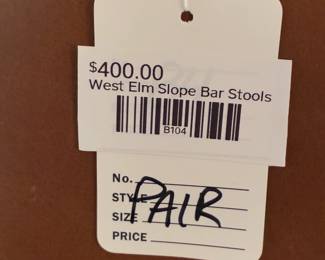 $400.00
West Elm Slope Bar Stools
B104
No.
STYLE
PAIR
SIZE
PRICE